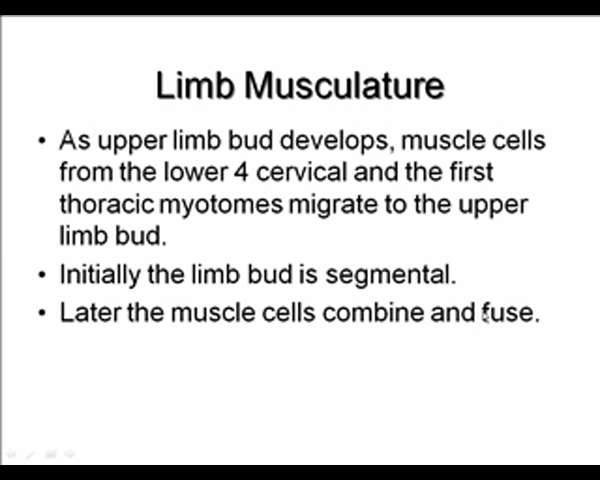 Limb Musculature
• As upper limb bud develops, muscle cells
from the lower 4 cervical and the first
thoracic myotomes migrate to the upper
limb bud.
• Initially the limb bud is segmental.
• Later the muscle cells combine and fuse.